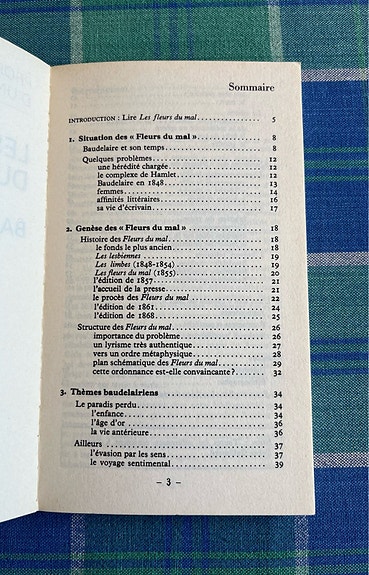 Sommaire
INTRODUCTION : Lire Les fleurs du mal.................... 5
1. Situation des « Fleurs du mal »..................... 8
Baudelaire et son temps........................... 8
Quelques problèmes............................... 12
une hérédité chargée............................ 12
le complexe de Hamlet.......................... 12
Baudelaire en 1848............................. 13
femmes......................................... 14
affinités littéraires............................. 16
sa vie d'écrivain................................ 17
2. Genèse des « Fleurs du mal »....................... 18
Histoire des Fleurs du mal.......................... 18
le fonds le plus ancien........................... 18
Les lesbiennes................................... 19
Les limbes (1848-1854)........................... 19
Les fleurs du mal (1855).......................... 20
l'édition de 1857................................ 21
l'accueil de la presse............................ 21
le procès des Fleurs du mal....................... 22
l'édition de 1861................................ 24
l'édition de 1868................................ 25
Structure des Fleurs du mal........................ 26
importance du problème......................... 26
un lyrisme très authentique...................... 27
vers un ordre métaphysique...................... 28
plan schématique des Fleurs du mal............... 29
cette ordonnance est-elle convaincante?............ 32
3. Thèmes baudelairiens............................. 34
Le paradis perdu.................................. 34
l'enfance....................................... 34
l'âge d'or....................................... 36
la vie antérieure................................. 36
Ailleurs.......................................... 37
l'évasion par les sens............................ 37
le voyage sentimental............................ 39
– 3 –